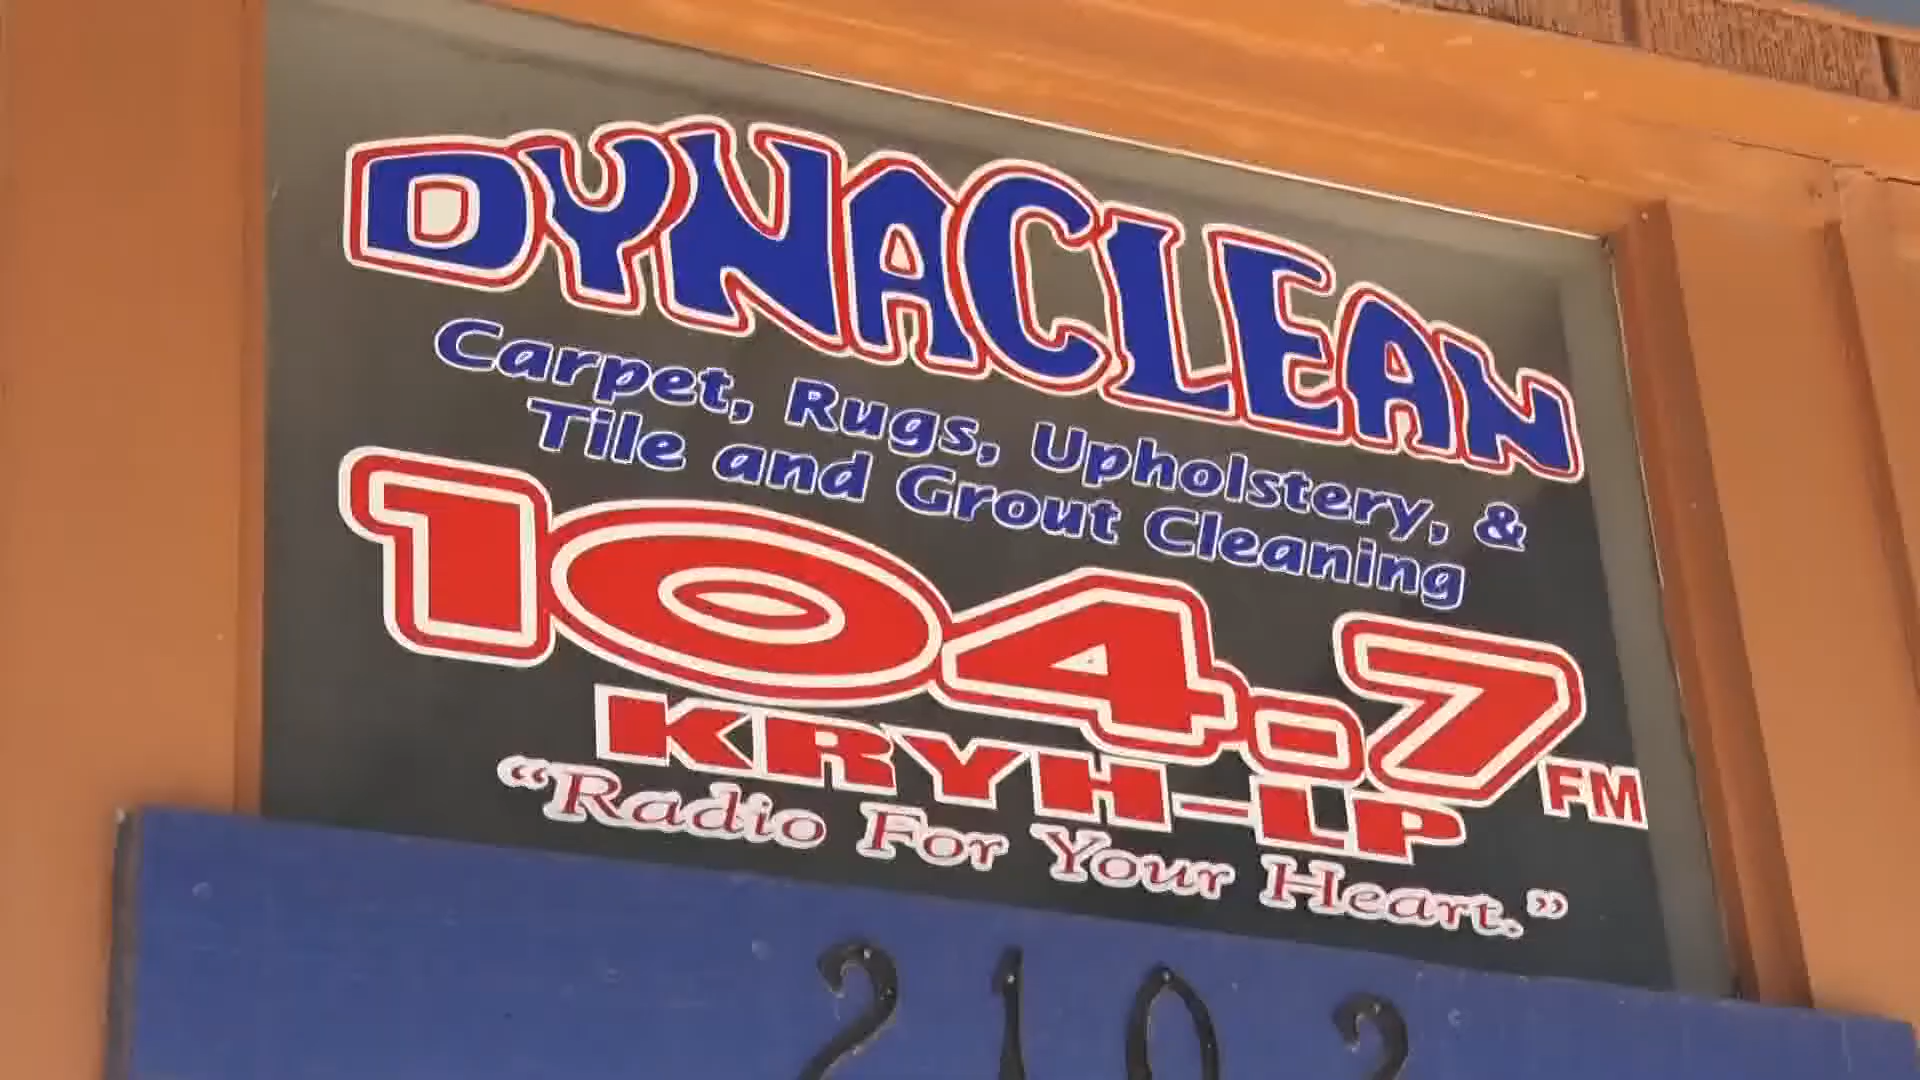 DYNACLEAN
Carpet, Rugs, Upholstery, &
Tile and Grout Cleaning
104.7 FM
KRYH-LP
“Radio For Your Heart.”